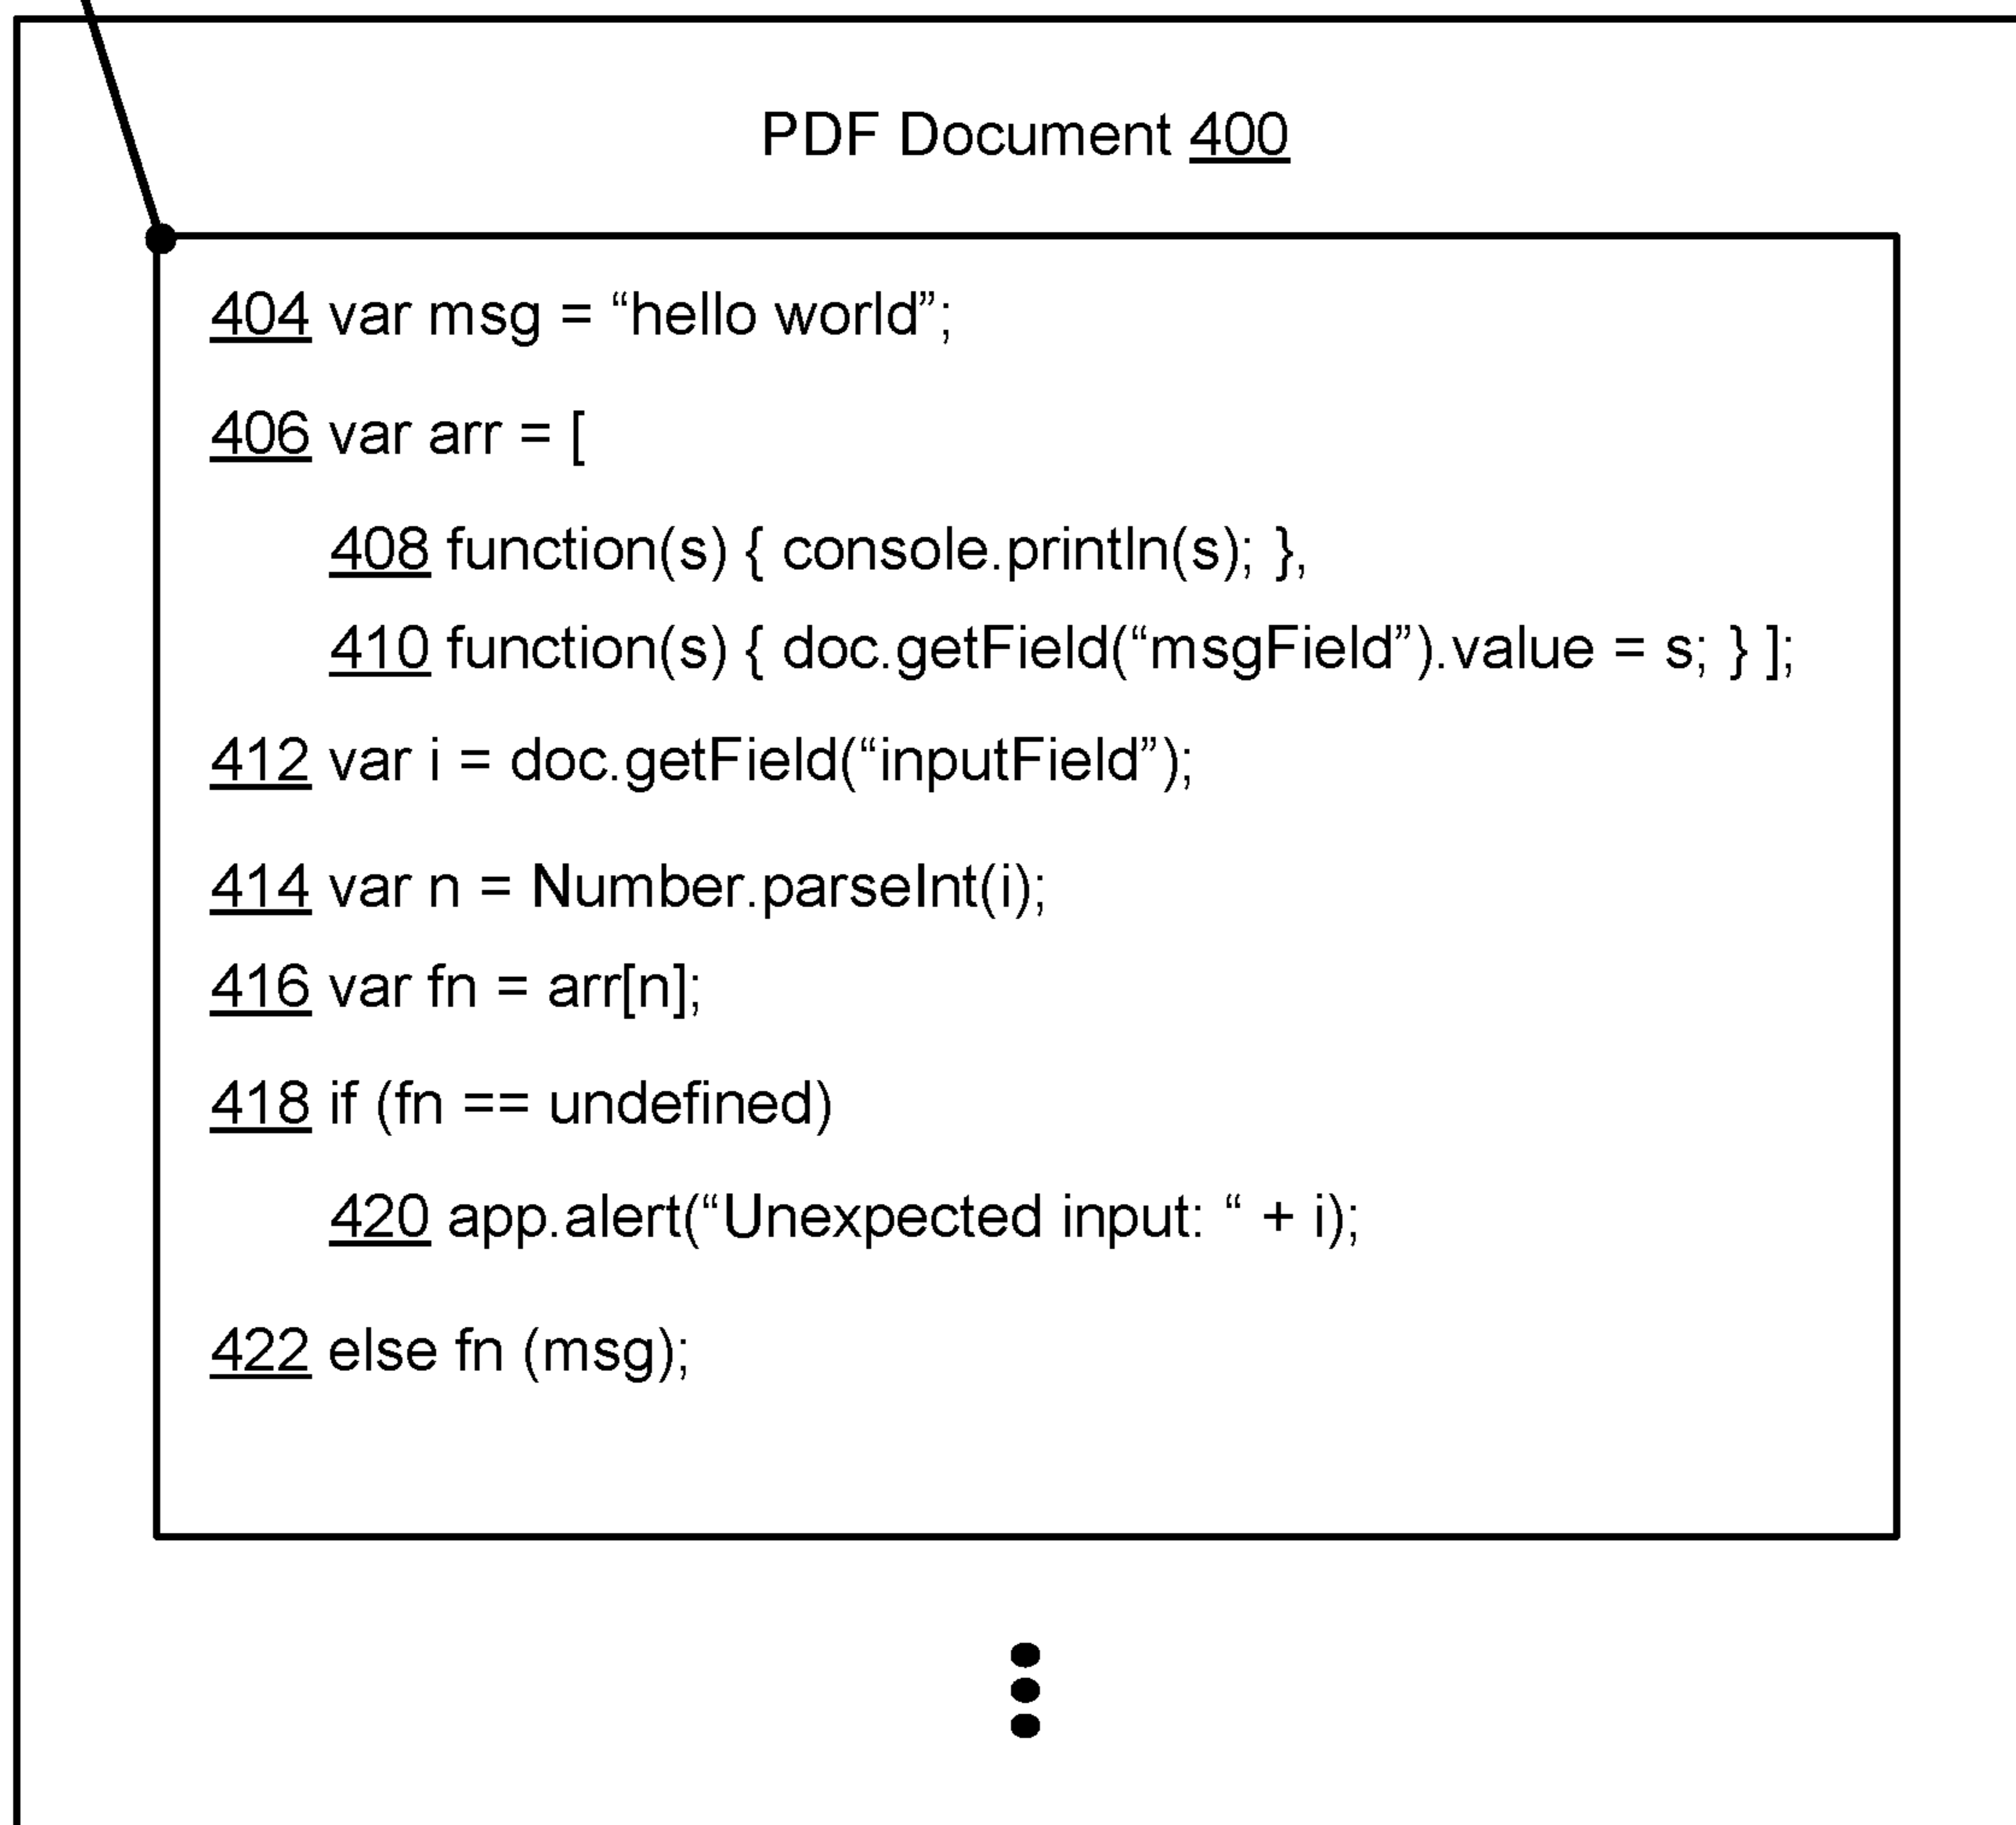 PDF Document 400
404 var msg = “hello world”;
406 var arr = [
408 function(s) { console.println(s); },
410 function(s) { doc.getField(“msgField”).value = s; } ];
412 var i = doc.getField(“inputField”);
414 var n = Number.parseInt(i);
416 var fn = arr[n];
418 if (fn == undefined)
420 app.alert(“Unexpected input: “ + i);
422 else fn (msg);